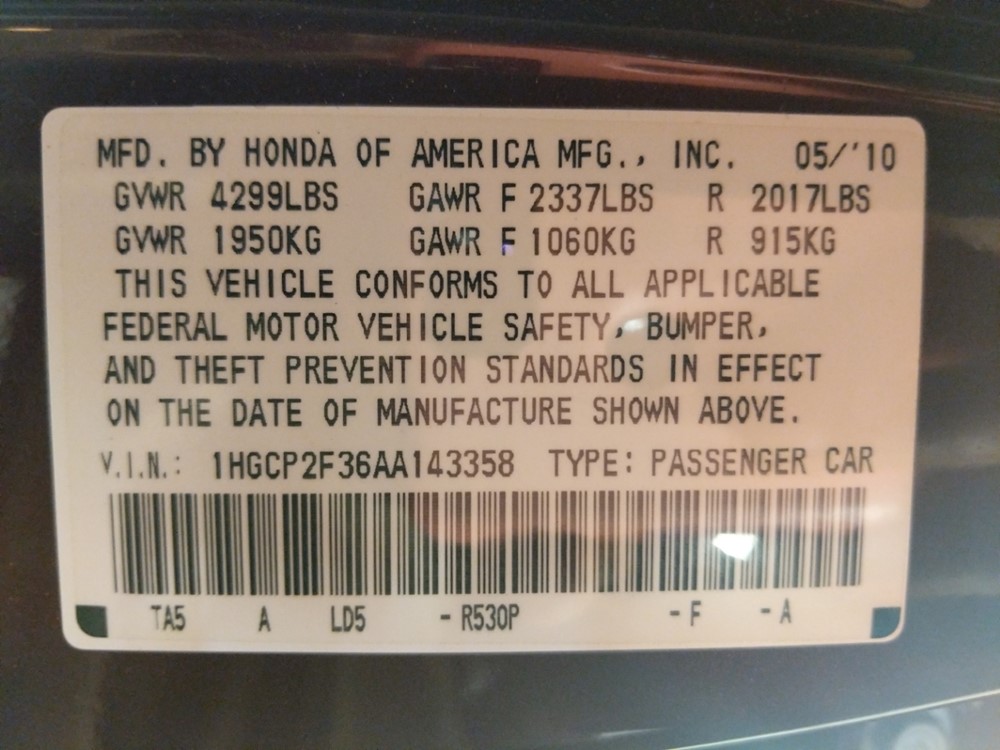 MFD. BY HONDA OF AMERICA MFG., INC. 05/'10
GVWR 4299LBS GAWR F 2337LBS R 2017LBS
GVWR 1950KG GAWR F 1060KG R 915KG
THIS VEHICLE CONFORMS TO ALL APPLICABLE
FEDERAL MOTOR VEHICLE SAFETY, BUMPER,
AND THEFT PREVENTION STANDARDS IN EFFECT
ON THE DATE OF MANUFACTURE SHOWN ABOVE.
V.I.N.: 1HGCP2F36AA143358 TYPE: PASSENGER CAR
TA5 A LD5 - R530P - F - A